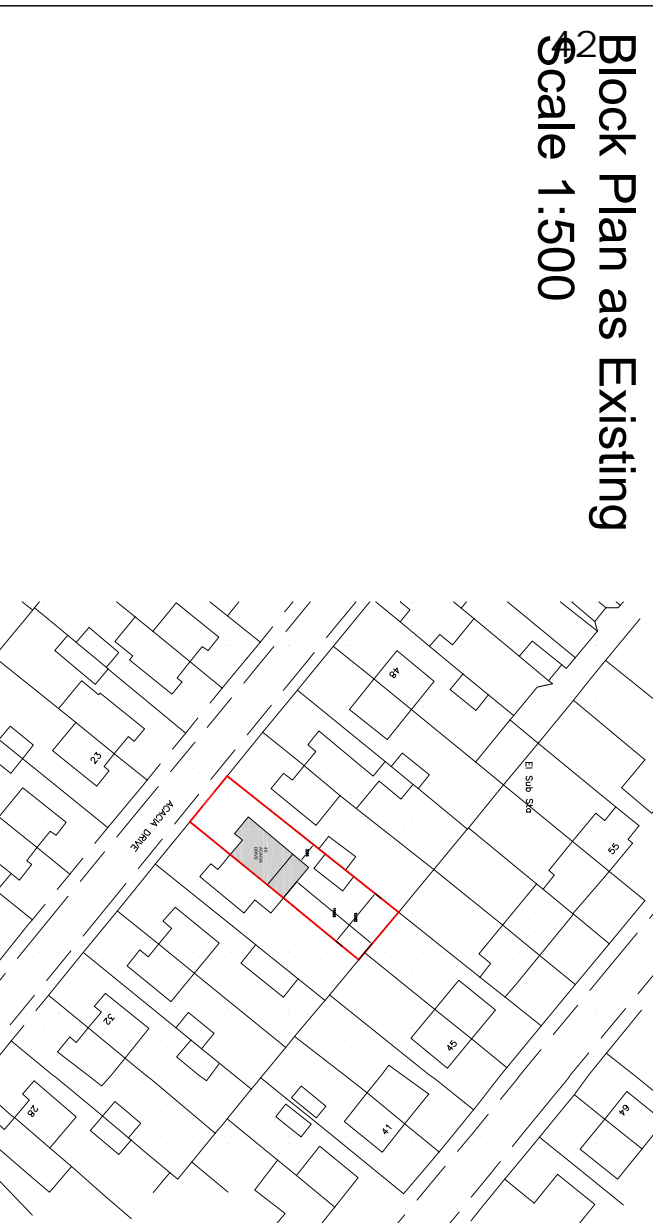 42
Block Plan as Existing
Scale 1:500
48
23
El Sub Sta
ACACIA DRIVE
55
32
45
28
41
64